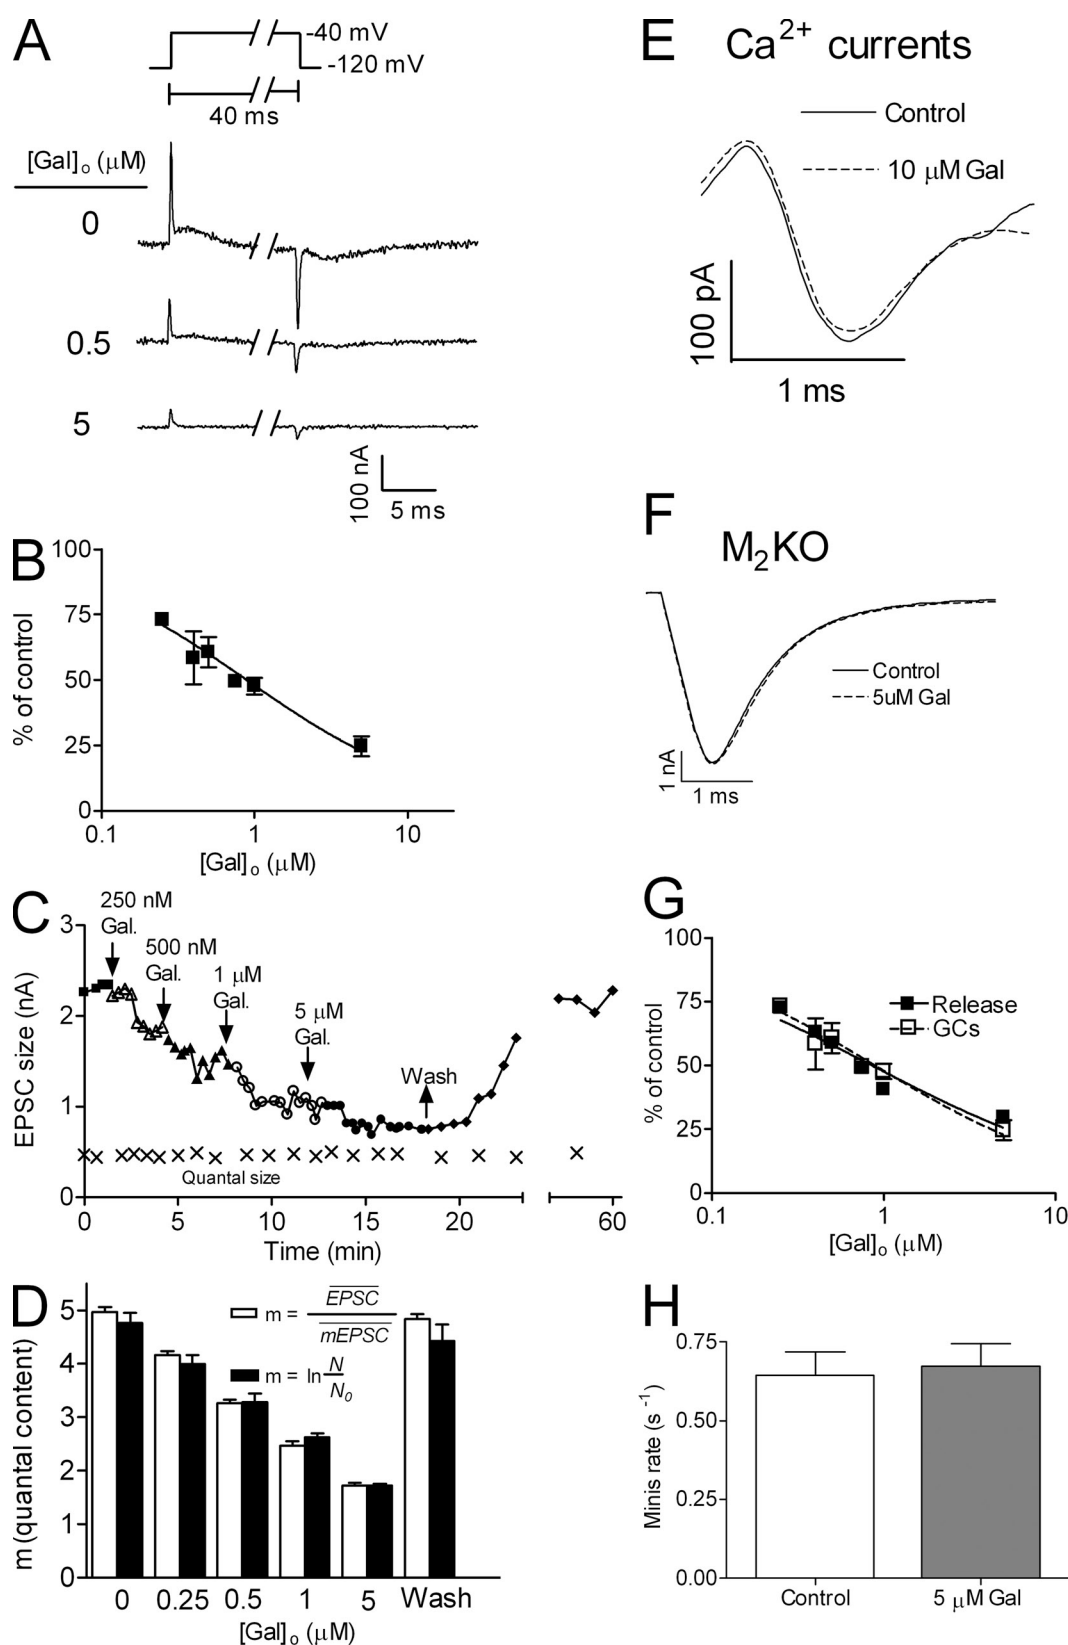 A
-40 mV
-120 mV
40 ms
[Gal]o (μM)
0
0.5
5
100 nA
5 ms
B
100
75
50
25
0
% of control
0.1
1
10
[Gal]o (μM)
C
250 nM
Gal.
500 nM
Gal.
1 μM
Gal.
5 μM
Gal.
Wash
3
2
1
0
EPSC size (nA)
Quantal size
0
5
10
15
20
60
Time (min)
D
m = EPSC
mEPSC
m = ln N
N0
5
4
3
2
1
0
m (quantal content)
0
0.25
0.5
1
5
Wash
[Gal]o (μM)
E
Ca2+ currents
Control
10 μM Gal
100 pA
1 ms
F
M2KO
Control
5uM Gal
1 nA
1 ms
G
100
75
50
25
0
% of control
Release
GCs
0.1
1
10
[Gal]o (μM)
H
0.75
0.50
0.25
0.00
Minis rate (s-1)
Control
5 μM Gal